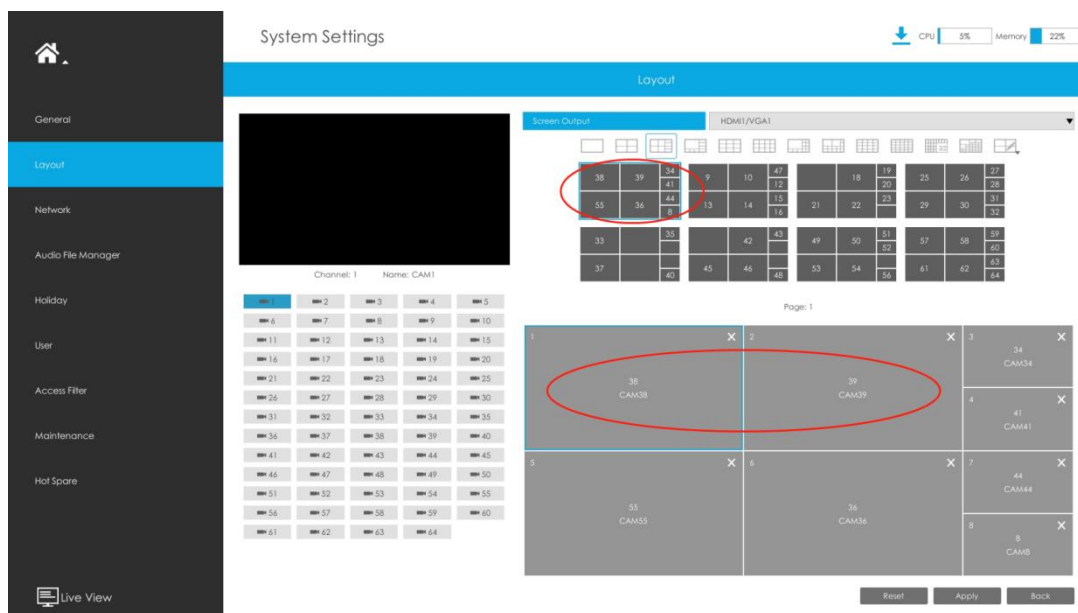 System Settings
CPU 5% Memory 22%
Layout
General
Layout
Network
Audio File Manager
Holiday
User
Access Filter
Maintenance
Hot Spare
Live View
Channel: 1 Name: CAM1
1 2 3 4 5
6 7 8 9 10
11 12 13 14 15
16 17 18 19 20
21 22 23 24 25
26 27 28 29 30
31 32 33 34 35
36 37 38 39 40
41 42 43 44 45
46 47 48 49 50
51 52 53 54 55
56 57 58 59 60
61 62 63 64
Screen Output HDMI1/VGA1
32
38 39 34 9 10 47 18 19 25 26 27
41 12 20 28
55 36 44 13 14 15 21 22 23 29 30 31
8 16 32
33 35 42 43 49 50 51 57 58 59
52 60
37 45 46 53 54 61 62 63
40 48 56 64
Page: 1
1
38
CAM38
2
39
CAM39
3
34
CAM34
4
41
CAM41
5
55
CAM55
6
36
CAM36
7
44
CAM44
8
8
CAM8
Reset Apply Back